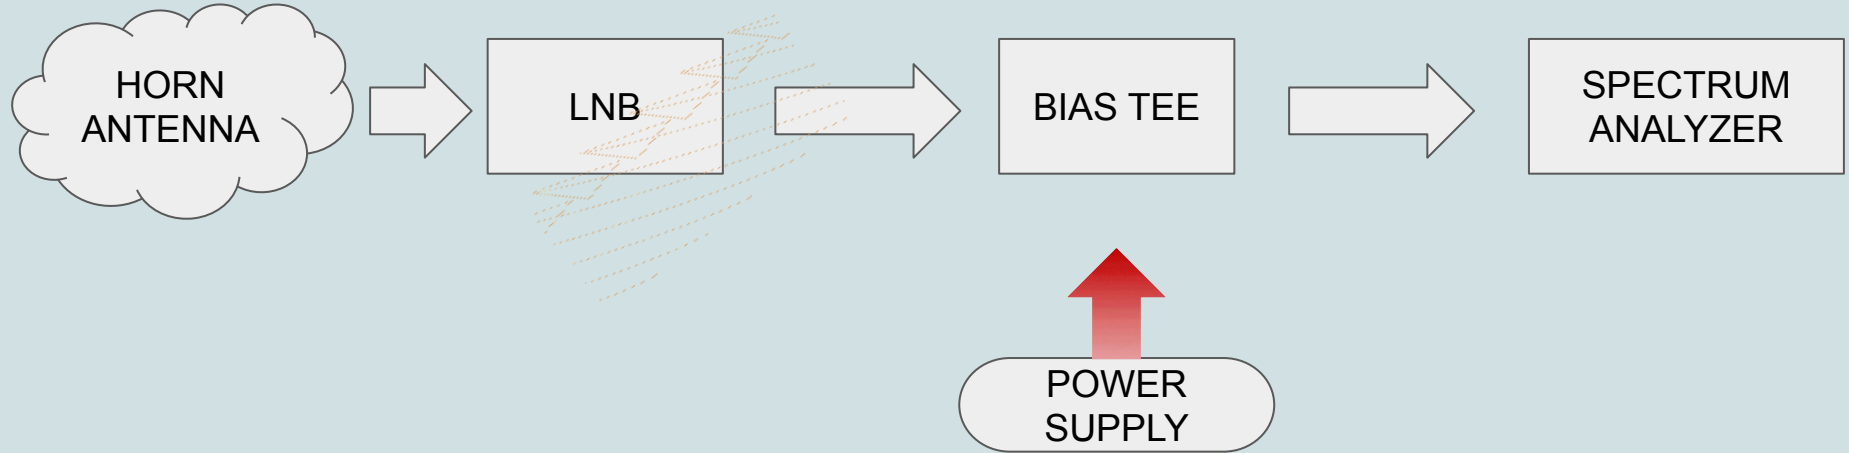 HORN
ANTENNA
LNB
BIAS TEE
SPECTRUM
ANALYZER
POWER
SUPPLY